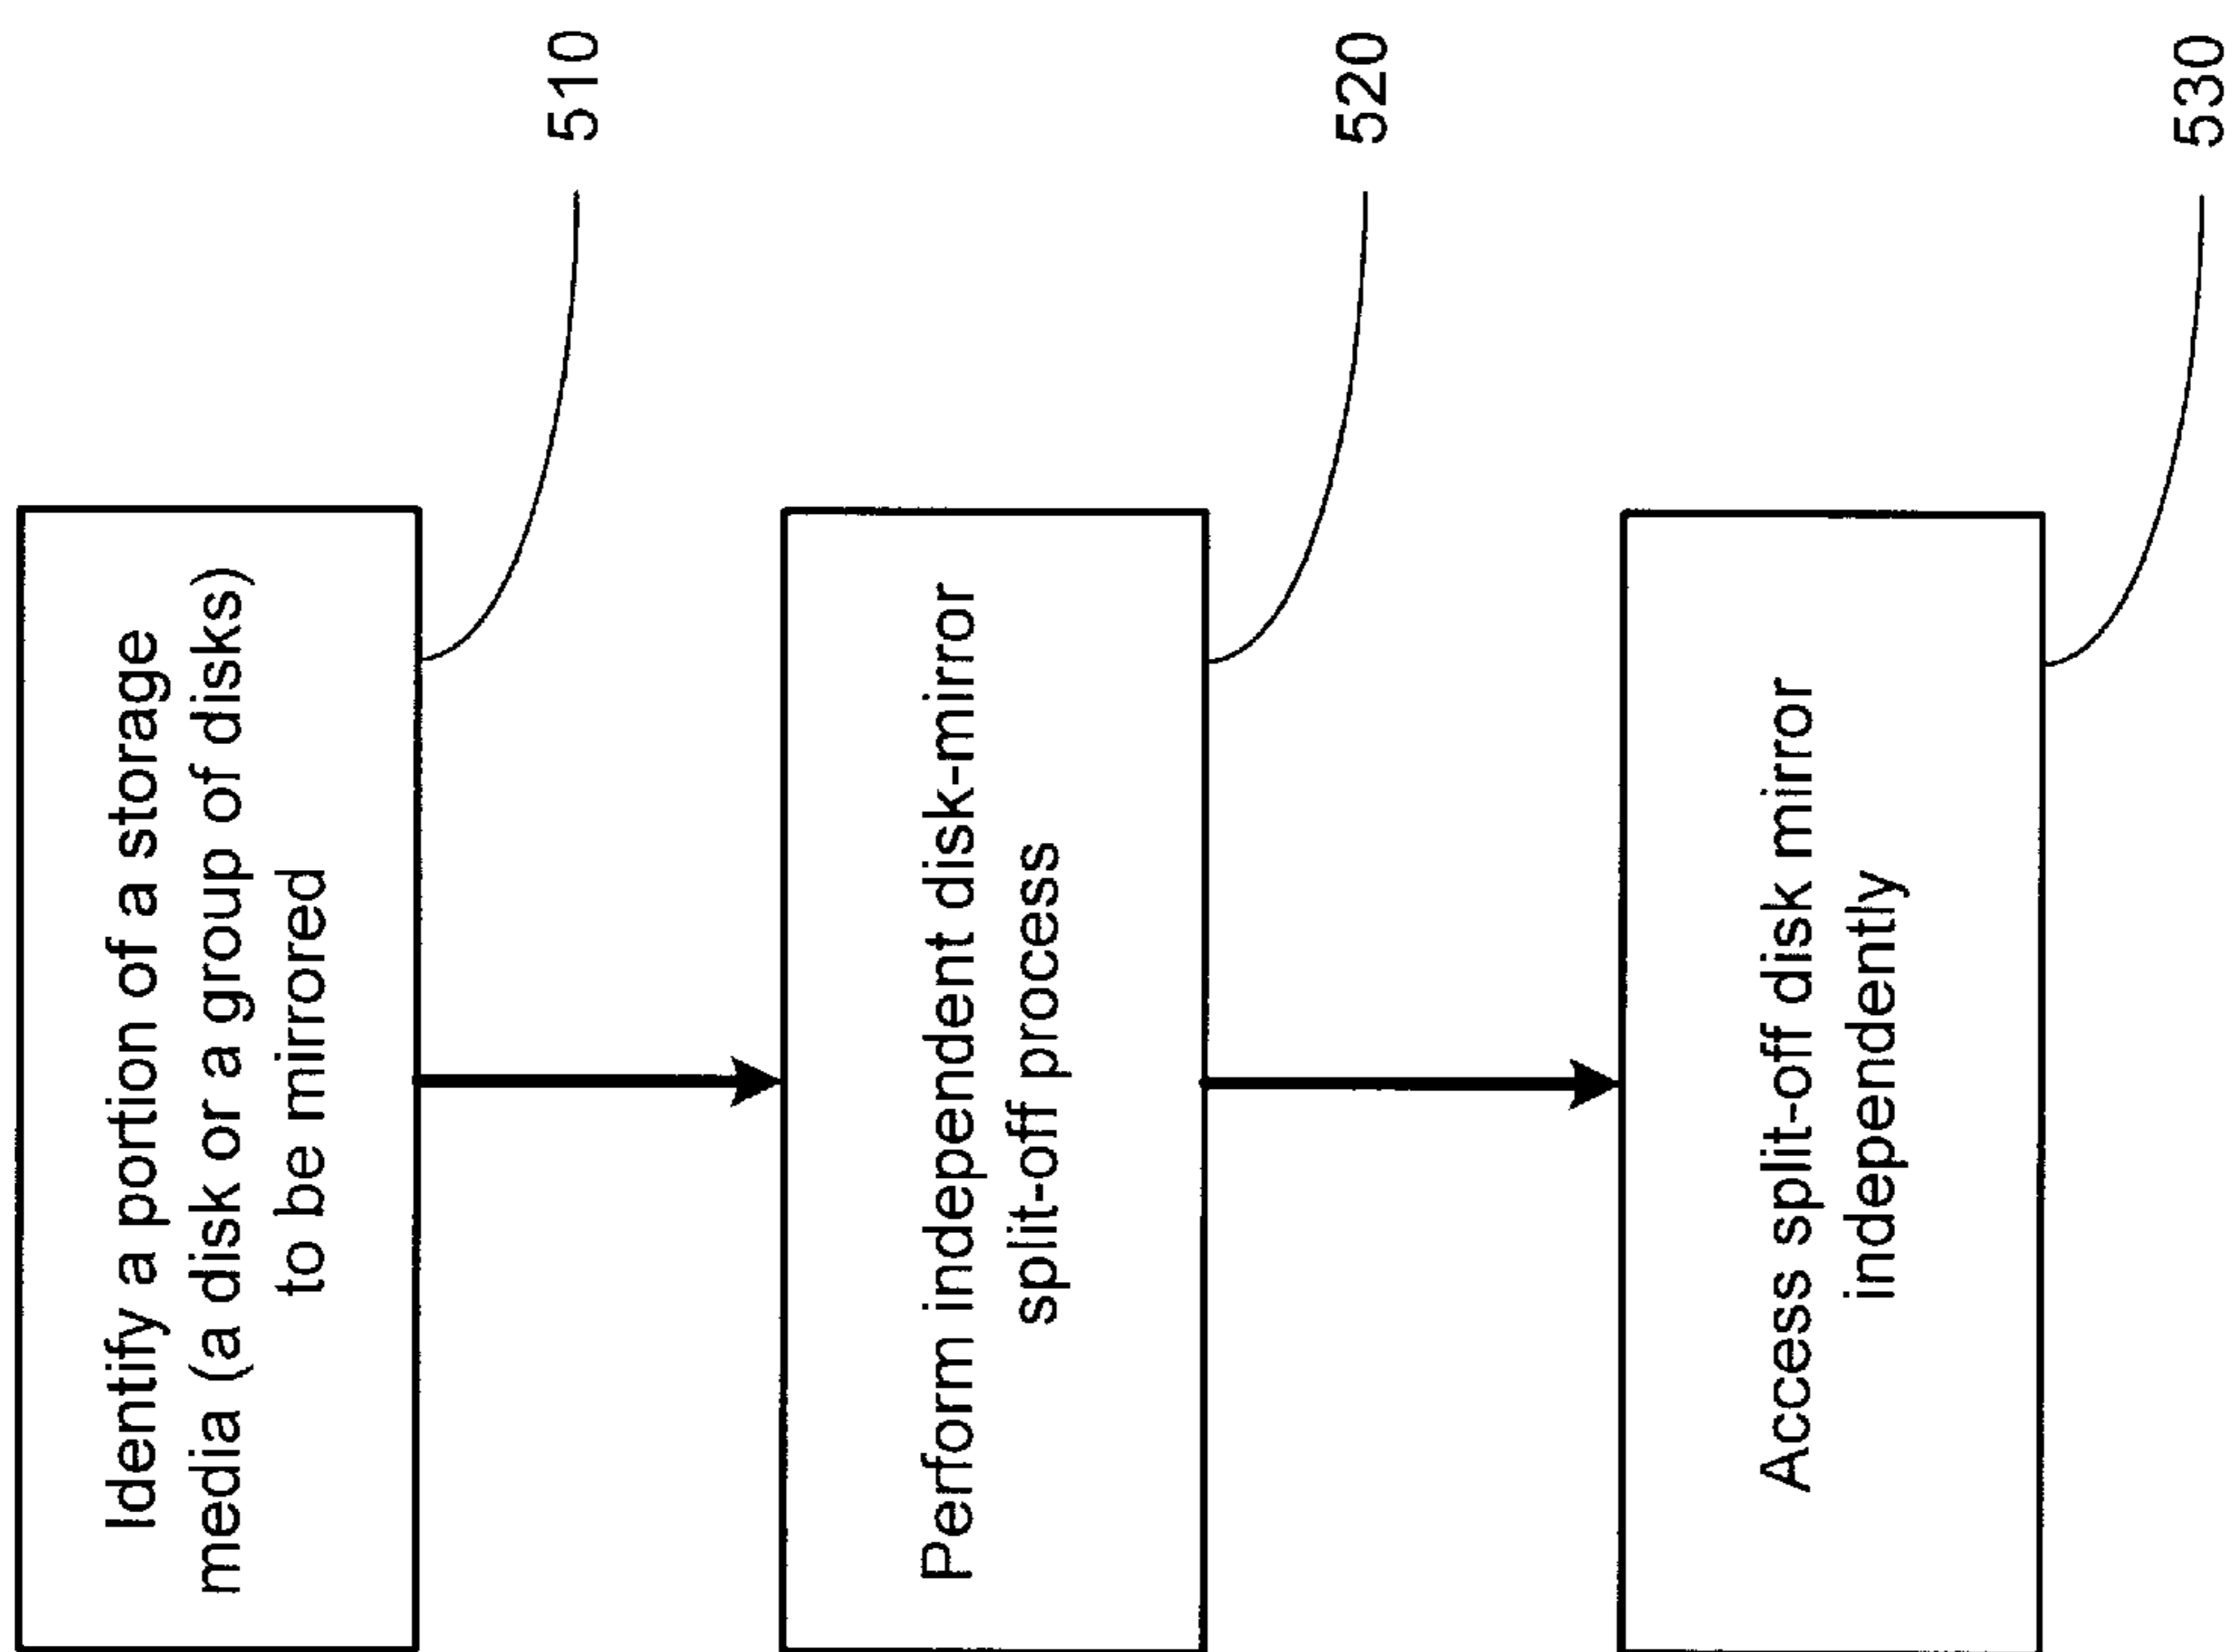 Identify a portion of a storage
media (a disk or a group of disks)
to be mirrored
510
Perform independent disk-mirror
split-off process
520
Access split-off disk mirror
independently
530